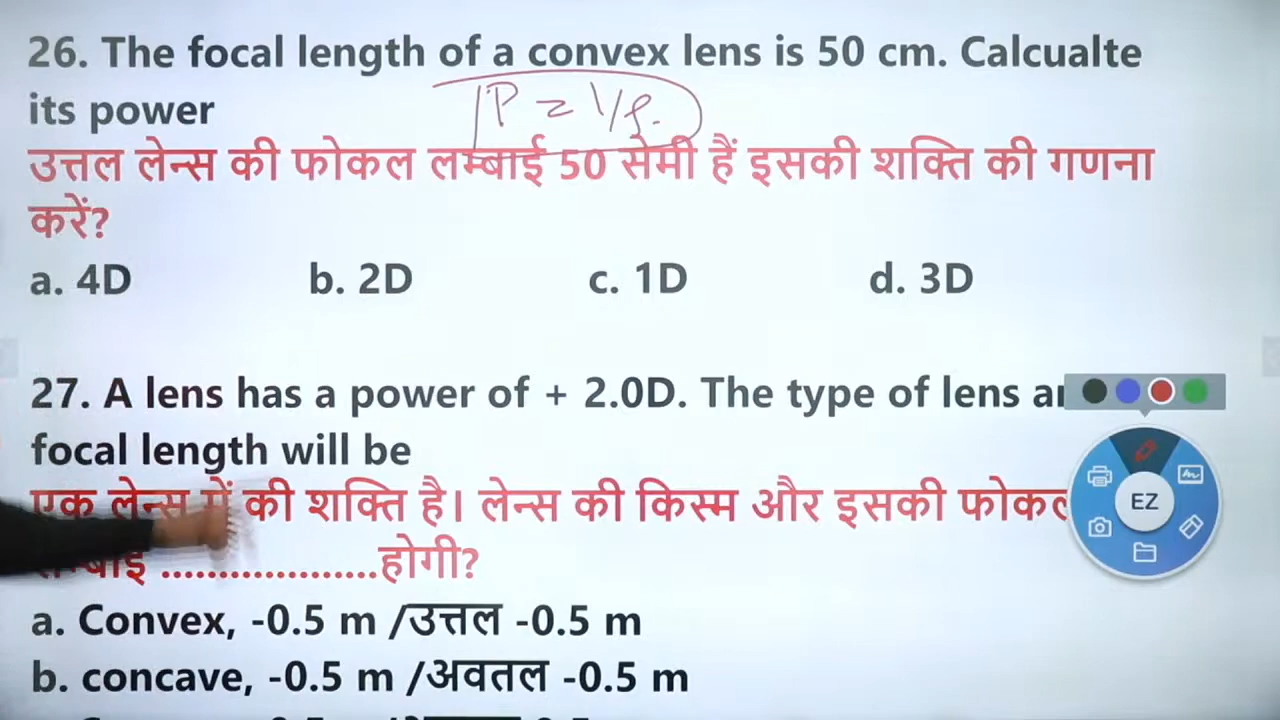 26. The focal length of a convex lens is 50 cm. Calcualte
its power
P = 1/f.
उत्तल लेन्स की फोकल लम्बाई 50 सेमी हैं इसकी शक्ति की गणना
करें?
a. 4D b. 2D c. 1D d. 3D
27. A lens has a power of + 2.0D. The type of lens
focal length will be
एक लेन्स में की शक्ति है। लेन्स की किस्म और इसकी फोकल
...................होगी?
EZ
a. Convex, -0.5 m /उत्तल -0.5 m
b. concave, -0.5 m /अवतल -0.5 m